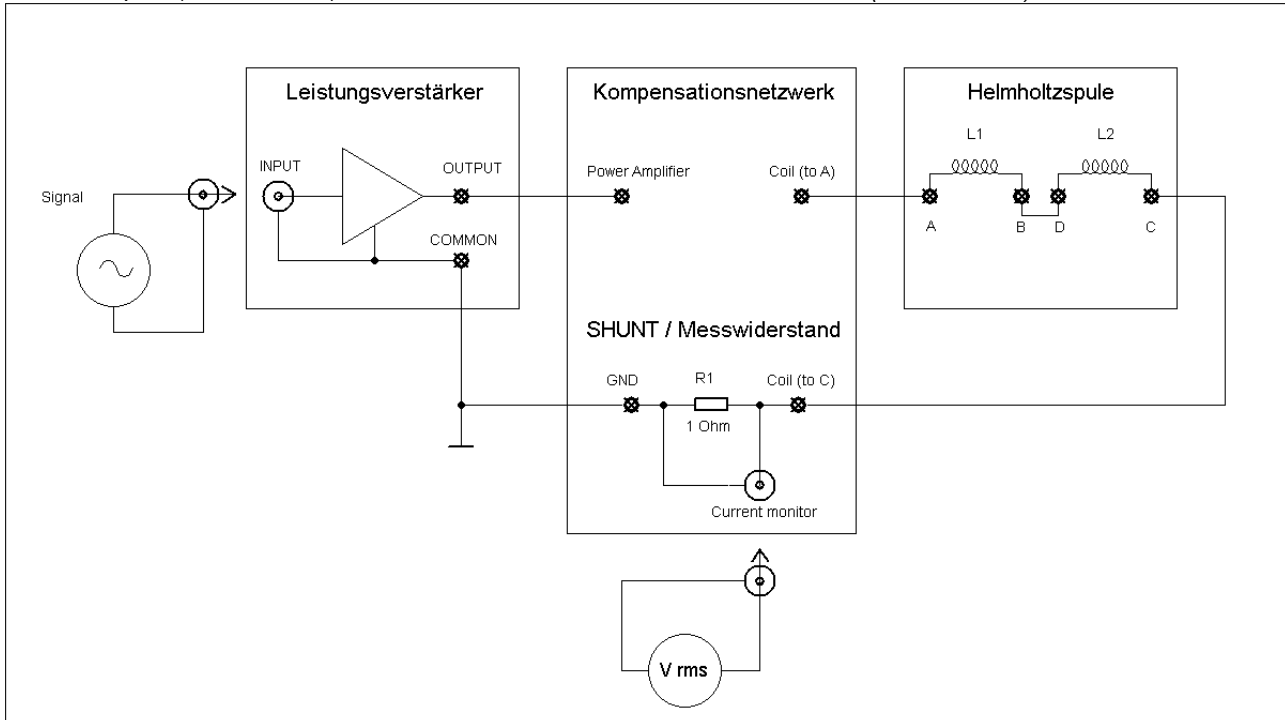 Leistungsverstärker
Kompensationsnetzwerk
Helmholtzspule
L1
L2
INPUT
OUTPUT
Power Amplifier
Coil (to A)
Signal
A
B
D
C
COMMON
SHUNT / Messwiderstand
GND
R1
Coil (to C)
1 Ohm
Current monitor
V rms